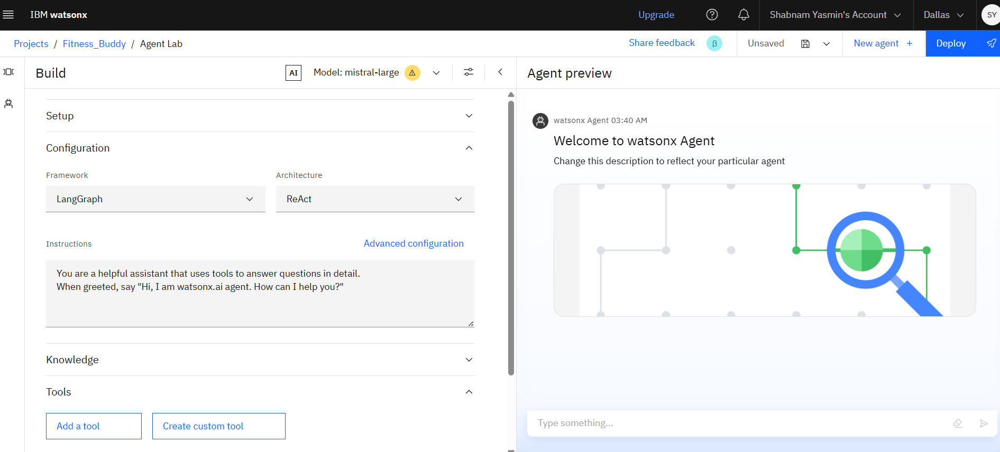 IBM watsonx
Upgrade
Shabnam Yasmin's Account
Dallas
SY
Projects / Fitness_Buddy / Agent Lab
Share feedback
β
Unsaved
New agent +
Deploy
Build
AI
Model: mistral-large
Agent preview
Setup
Configuration
Framework
Architecture
LangGraph
ReAct
Instructions
Advanced configuration
You are a helpful assistant that uses tools to answer questions in detail.
When greeted, say "Hi, I am watsonx.ai agent. How can I help you?"
Knowledge
Tools
Add a tool
Create custom tool
watsonx Agent 03:40 AM
Welcome to watsonx Agent
Change this description to reflect your particular agent
Type something...